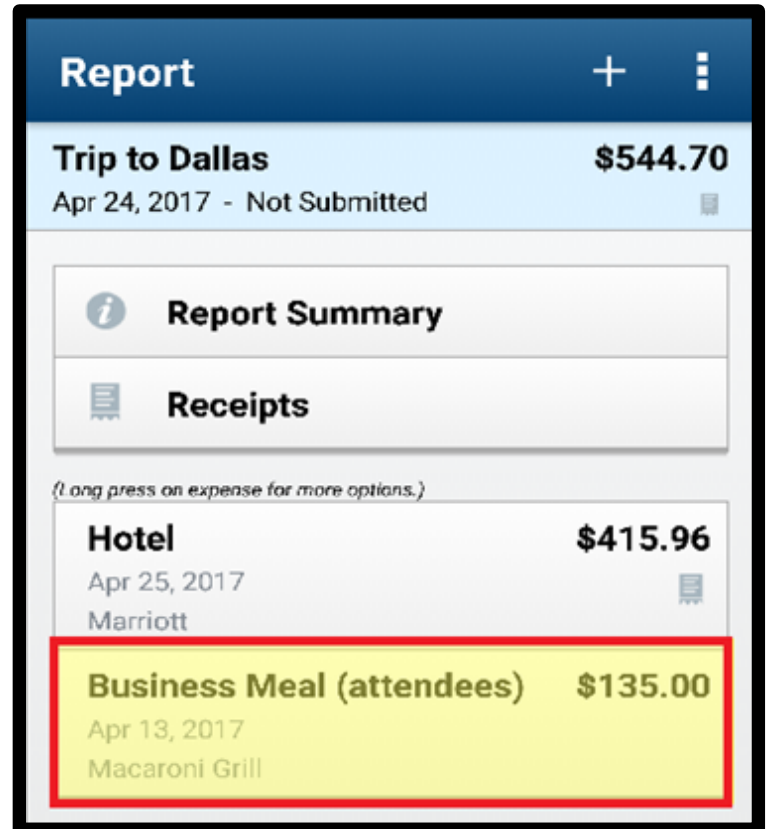 Report +
Trip to Dallas $544.70
Apr 24, 2017 - Not Submitted
Report Summary
Receipts
(Long press on expense for more options.)
Hotel $415.96
Apr 25, 2017
Marriott
Business Meal (attendees) $135.00
Apr 13, 2017
Macaroni Grill